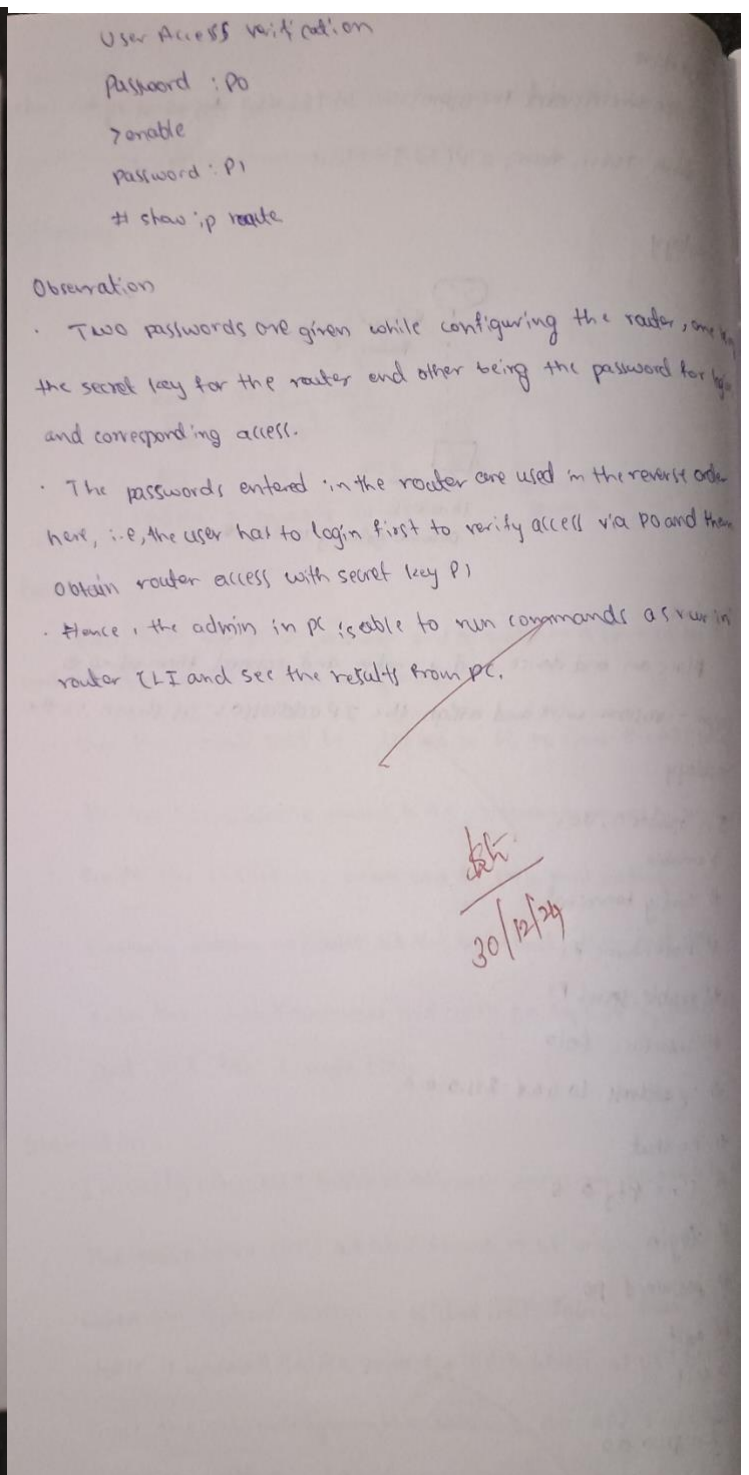 User Access verification
Password : P0
> enable
password : P1
# show ip route
Observation
· Two passwords are given while configuring the router, one
the secret key for the router and other being the password for login
and corresponding access.
· The passwords entered in the router are used in the reverse order
here, i.e, the user has to login first to verify access via P0 and then
obtain router access with secret key P1
· Hence, the admin in PC is able to run commands as run in
router CLI and see the results from PC.
30/12/24